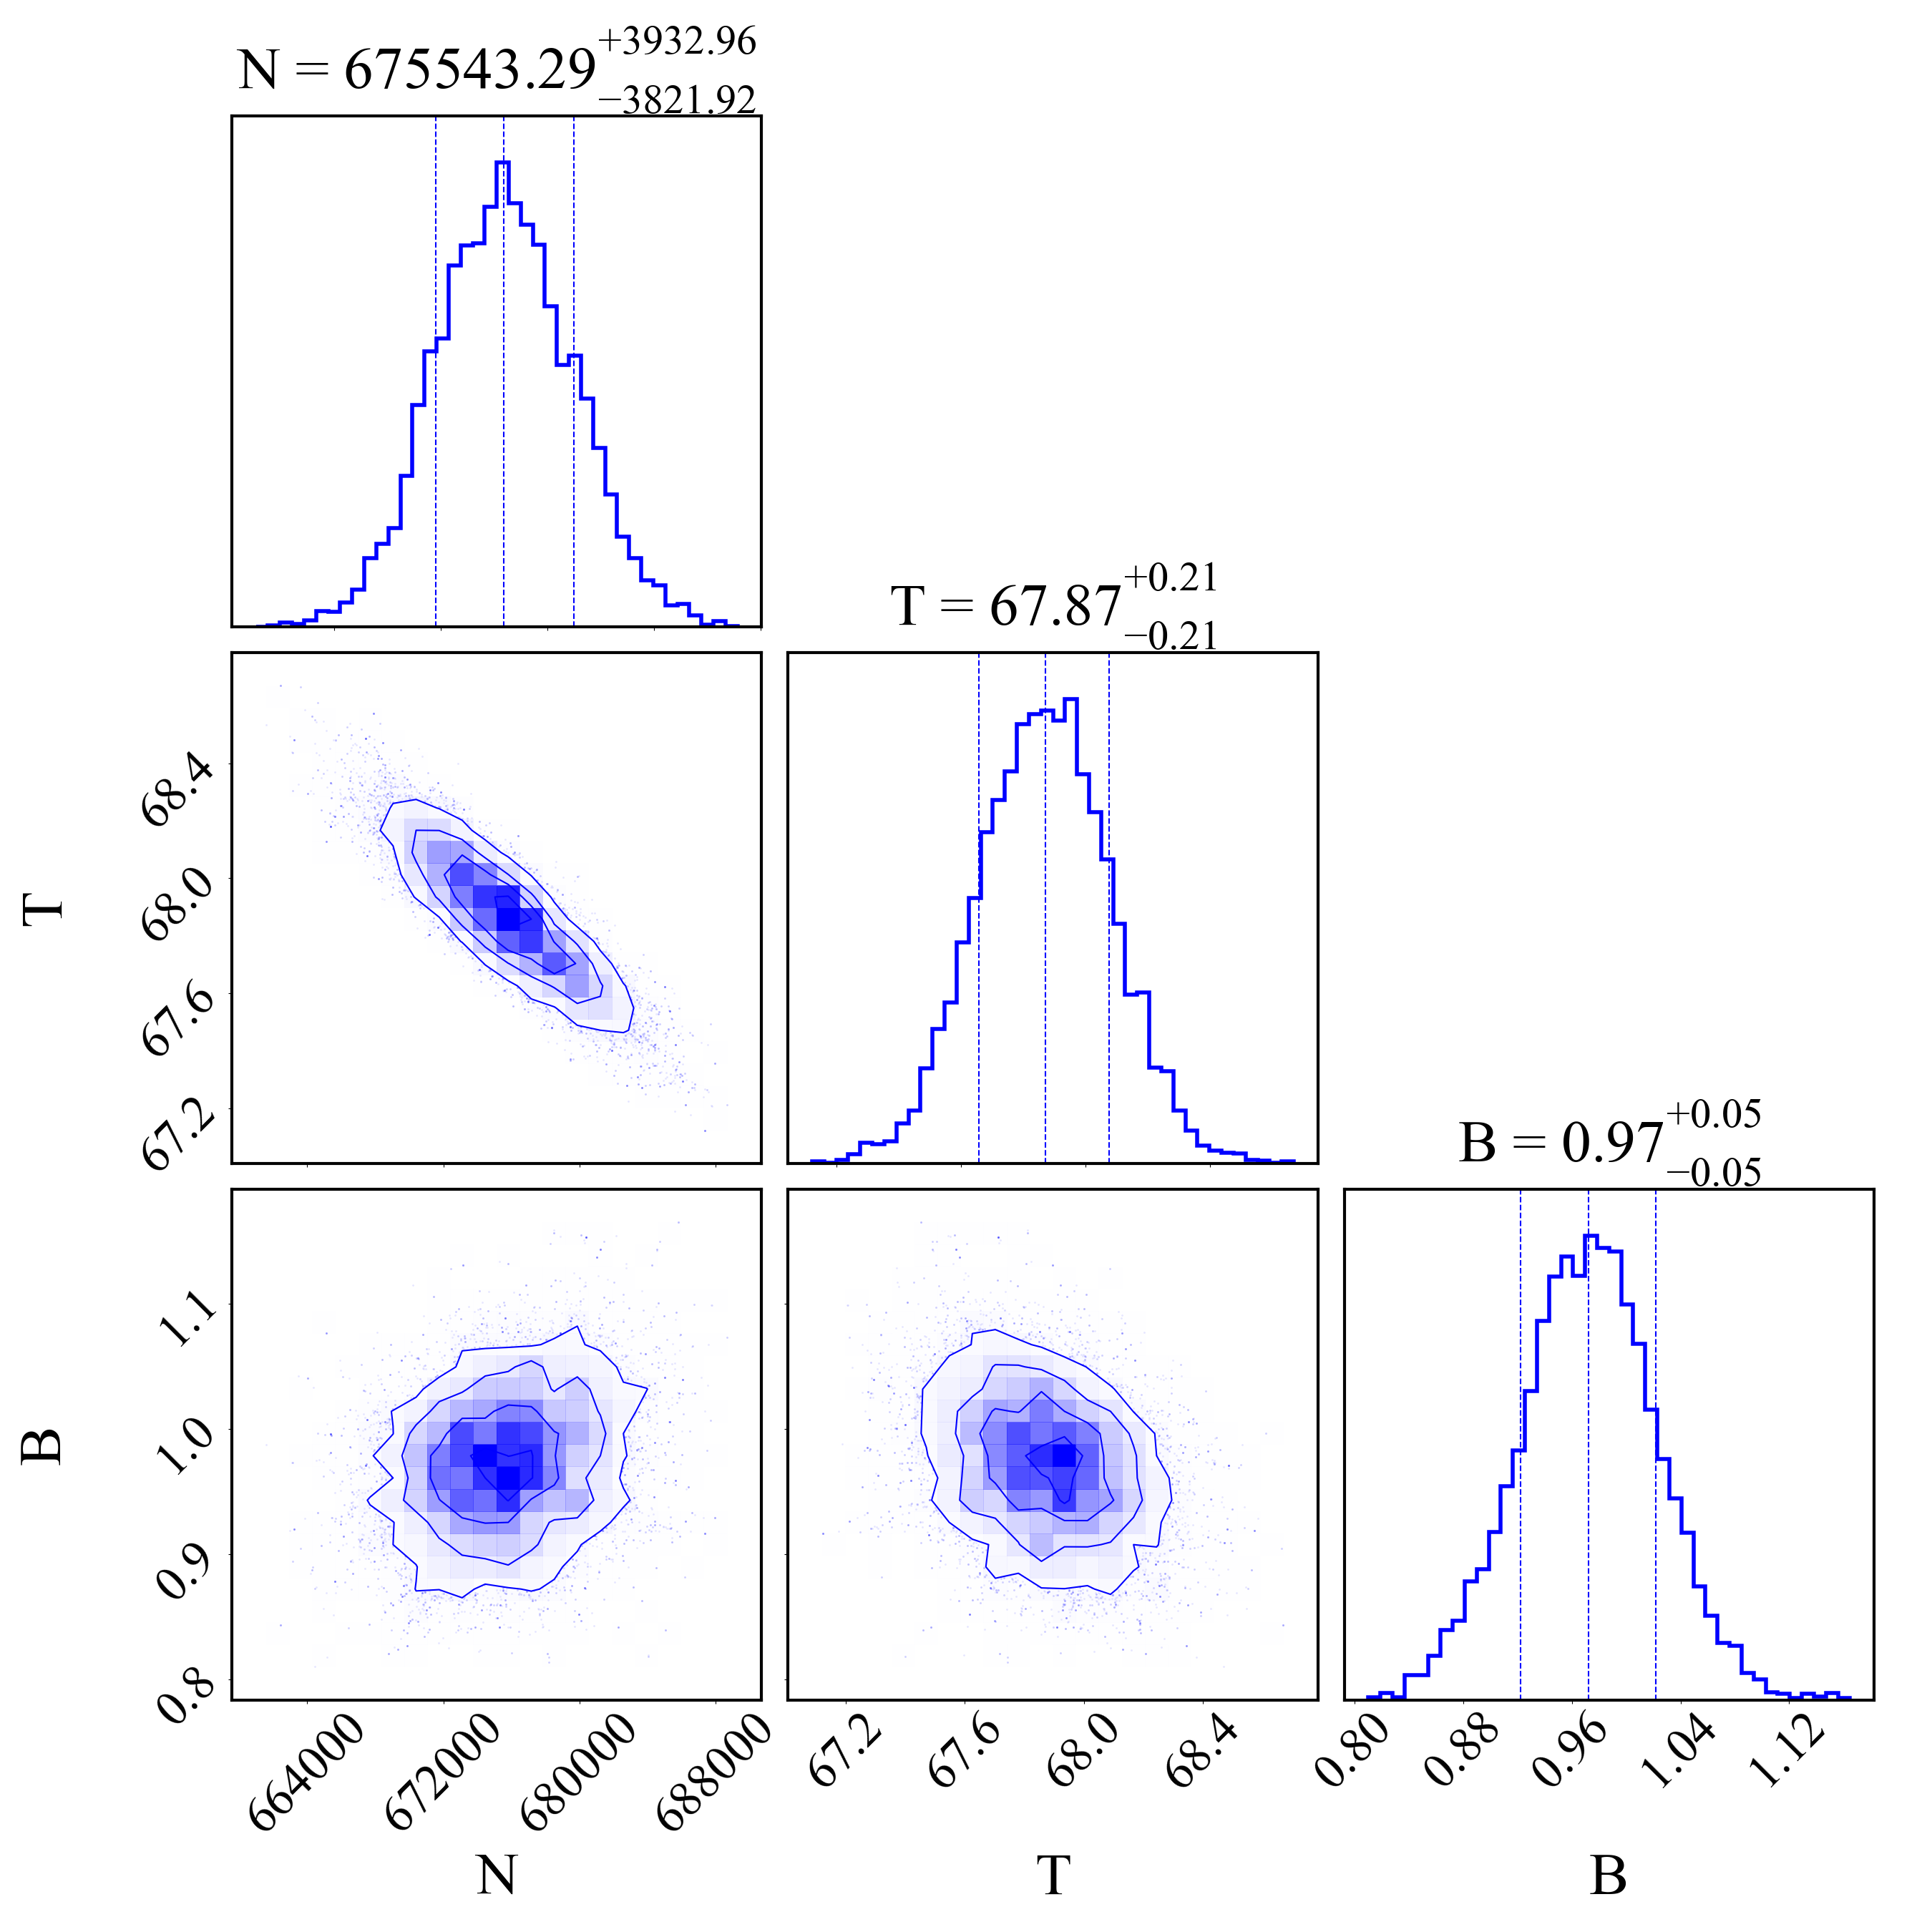 N = 675543.29+3932.96 −3821.92
T = 67.87+0.21 −0.21
T
68.4
68.0
67.6
67.2
B = 0.97+0.05 −0.05
B
1.1
1.0
0.9
0.8
664000 672000 680000 688000
67.2 67.6 68.0 68.4
0.80 0.88 0.96 1.04 1.12
N T B